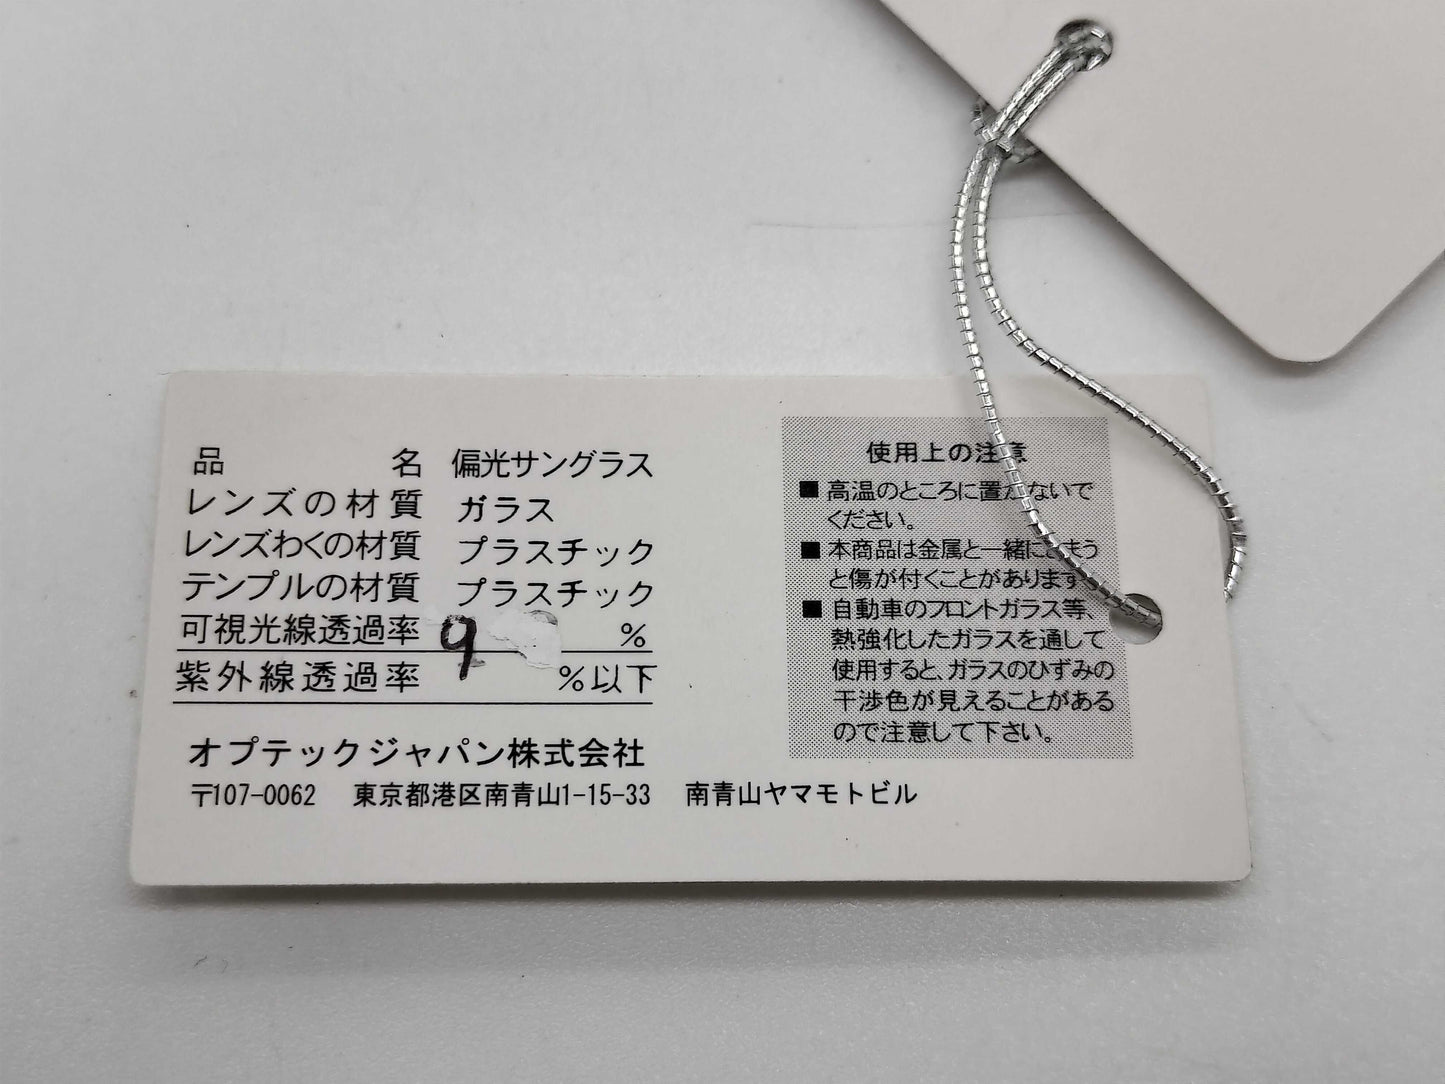 品名 偏光サングラス
レンズの材質 ガラス
レンズわくの材質 プラスチック
テンプルの材質 プラスチック
可視光線透過率 9 %
紫外線透過率 %以下
オプテックジャパン株式会社
〒107-0062 東京都港区南青山1-15-33 南青山ヤマモトビル
使用上の注意
■高温のところに置かないで
ください。
■本商品は金属と一緒にしまう
と傷が付くことがあります。
■自動車のフロントガラス等、
熱強化したガラスを通して
使用すると、ガラスのひずみの
干渉色が見えることがある
ので注意して下さい。